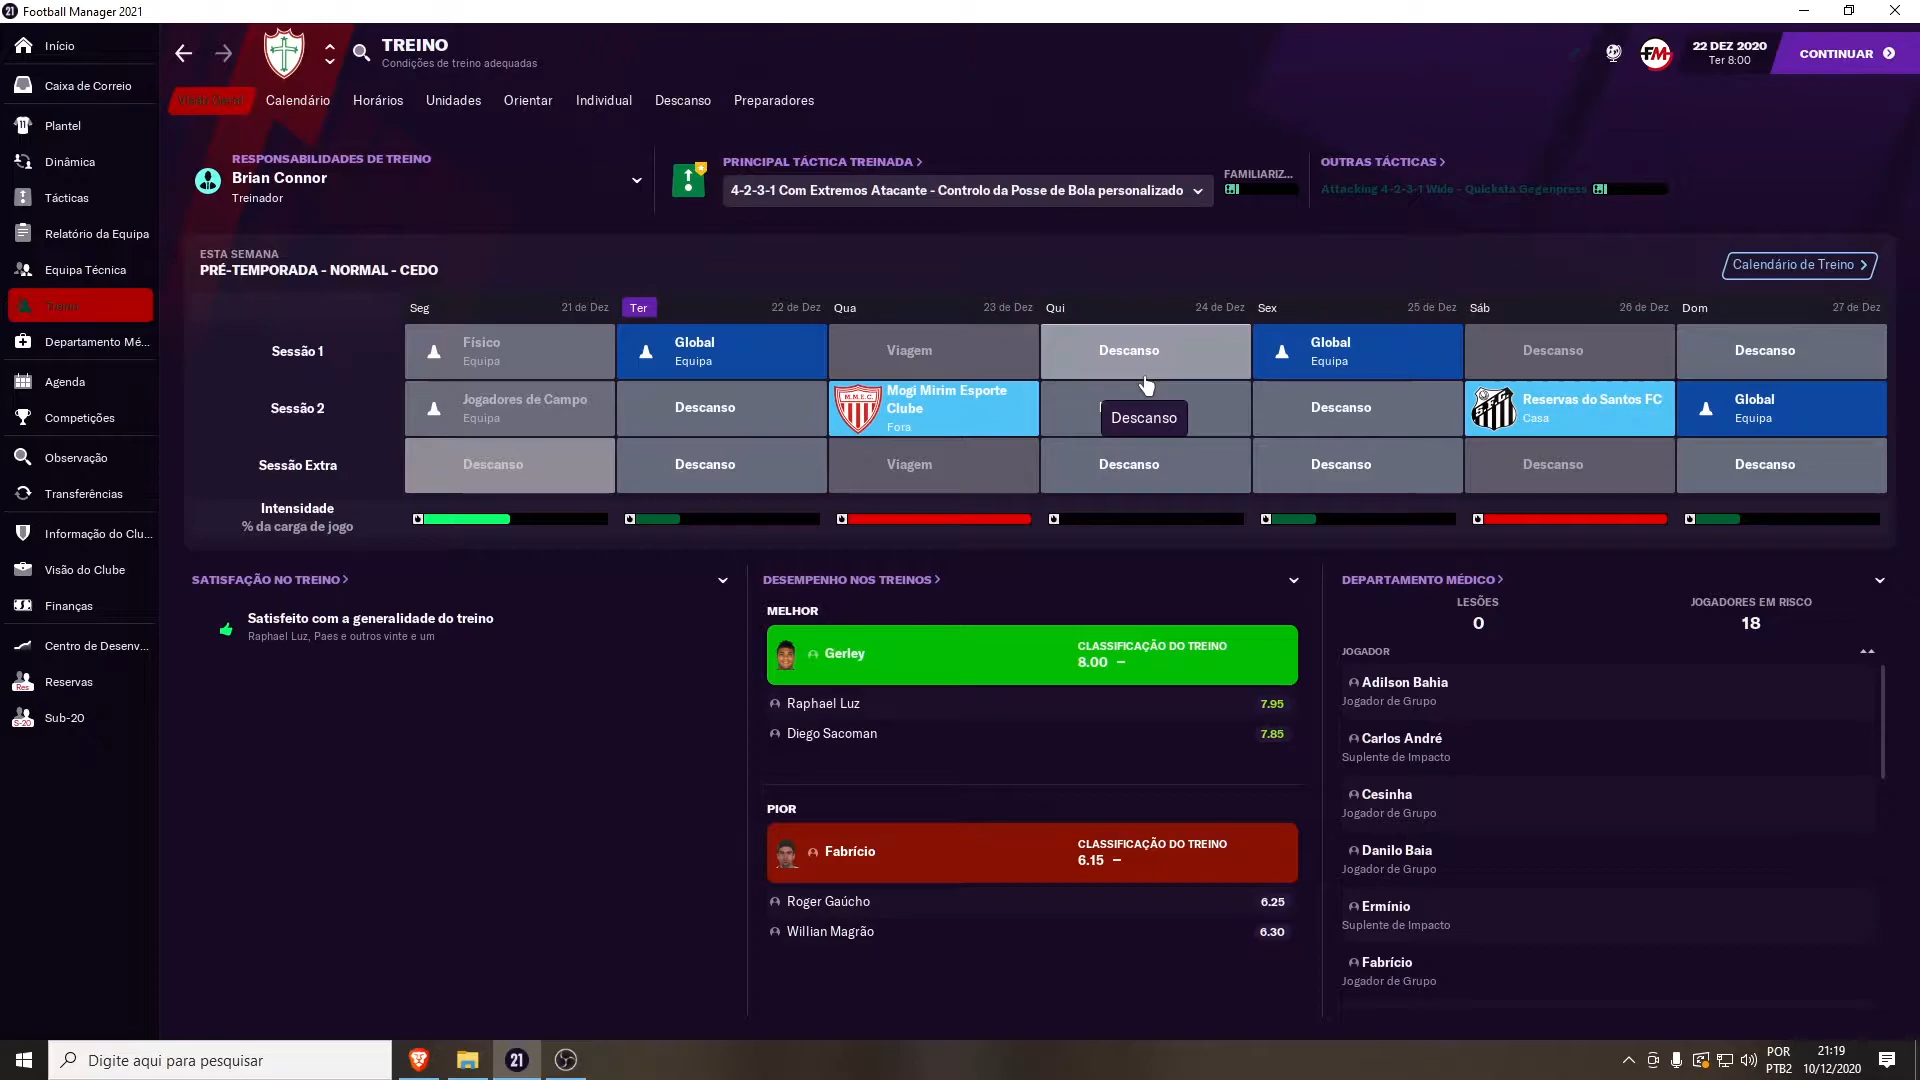 Football Manager 2021
Início
Caixa de Correio
Plantel
Dinâmica
Tácticas
Relatório da Equipa
Equipa Técnica
Treino
Departamento Mé...
Agenda
Competições
Observação
Transferências
Informação do Clu...
Visão do Clube
Finanças
Centro de Desenv...
Reservas
Sub-20
TREINO
Condições de treino adequadas
22 DEZ 2020
Ter 8:00
CONTINUAR
Visão Geral
Calendário
Horários
Unidades
Orientar
Individual
Descanso
Preparadores
RESPONSABILIDADES DE TREINO
Brian Connor
Treinador
PRINCIPAL TÁCTICA TREINADA >
4-2-3-1 Com Extremos Atacante - Controlo da Posse de Bola personalizado
FAMILIARIZ...
OUTRAS TÁCTICAS >
Attacking 4-2-3-1 Wide - Quicksta Gegenpress
ESTA SEMANA
PRÉ-TEMPORADA - NORMAL - CEDO
Calendário de Treino >
Seg 21 de Dez
Ter 22 de Dez
Qua 23 de Dez
Qui 24 de Dez
Sex 25 de Dez
Sáb 26 de Dez
Dom 27 de Dez
Sessão 1
Físico
Equipa
Global
Equipa
Viagem
Descanso
Global
Equipa
Descanso
Descanso
Sessão 2
Jogadores de Campo
Equipa
Descanso
Mogi Mirim Esporte
Clube
Fora
Descanso
Descanso
Reservas do Santos FC
Casa
Global
Equipa
Sessão Extra
Descanso
Descanso
Viagem
Descanso
Descanso
Descanso
Descanso
Intensidade
% da carga de jogo
SATISFAÇÃO NO TREINO >
Satisfeito com a generalidade do treino
Raphael Luz, Paes e outros vinte e um
DESEMPENHO NOS TREINOS >
MELHOR
Gerley
CLASSIFICAÇÃO DO TREINO
8.00 –
Raphael Luz 7.95
Diego Sacoman 7.85
PIOR
Fabrício
CLASSIFICAÇÃO DO TREINO
6.15 –
Roger Gaúcho 6.25
Willian Magrão 6.30
DEPARTAMENTO MÉDICO >
LESÕES
0
JOGADORES EM RISCO
18
JOGADOR
Adilson Bahia
Jogador de Grupo
Carlos André
Suplente de Impacto
Cesinha
Jogador de Grupo
Danilo Baia
Jogador de Grupo
Ermínio
Suplente de Impacto
Fabrício
Jogador de Grupo
Digite aqui para pesquisar
21
POR
PTB2
21:19
10/12/2020